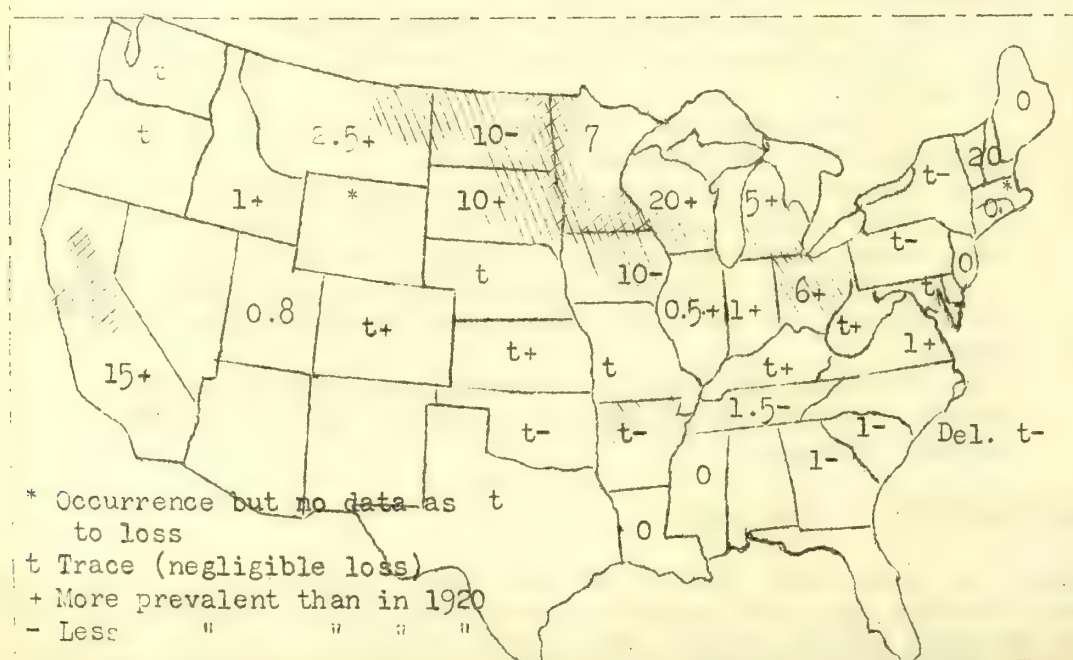 0
t
t
2.5+
10-
7
20
t-
*
1+
*
10+
20+
5+
0
t-
t
10-
0
0.8
t+
0.5+
1+
6+
t
-
t+
1+
15+
t+
t
t+
1.5-
t-
t-
1-
1-
Del. t-
0
* Occurrence but no data as
t
to loss
0
t Trace (negligible loss)
+ More prevalent than in 1920
- Less " " " "